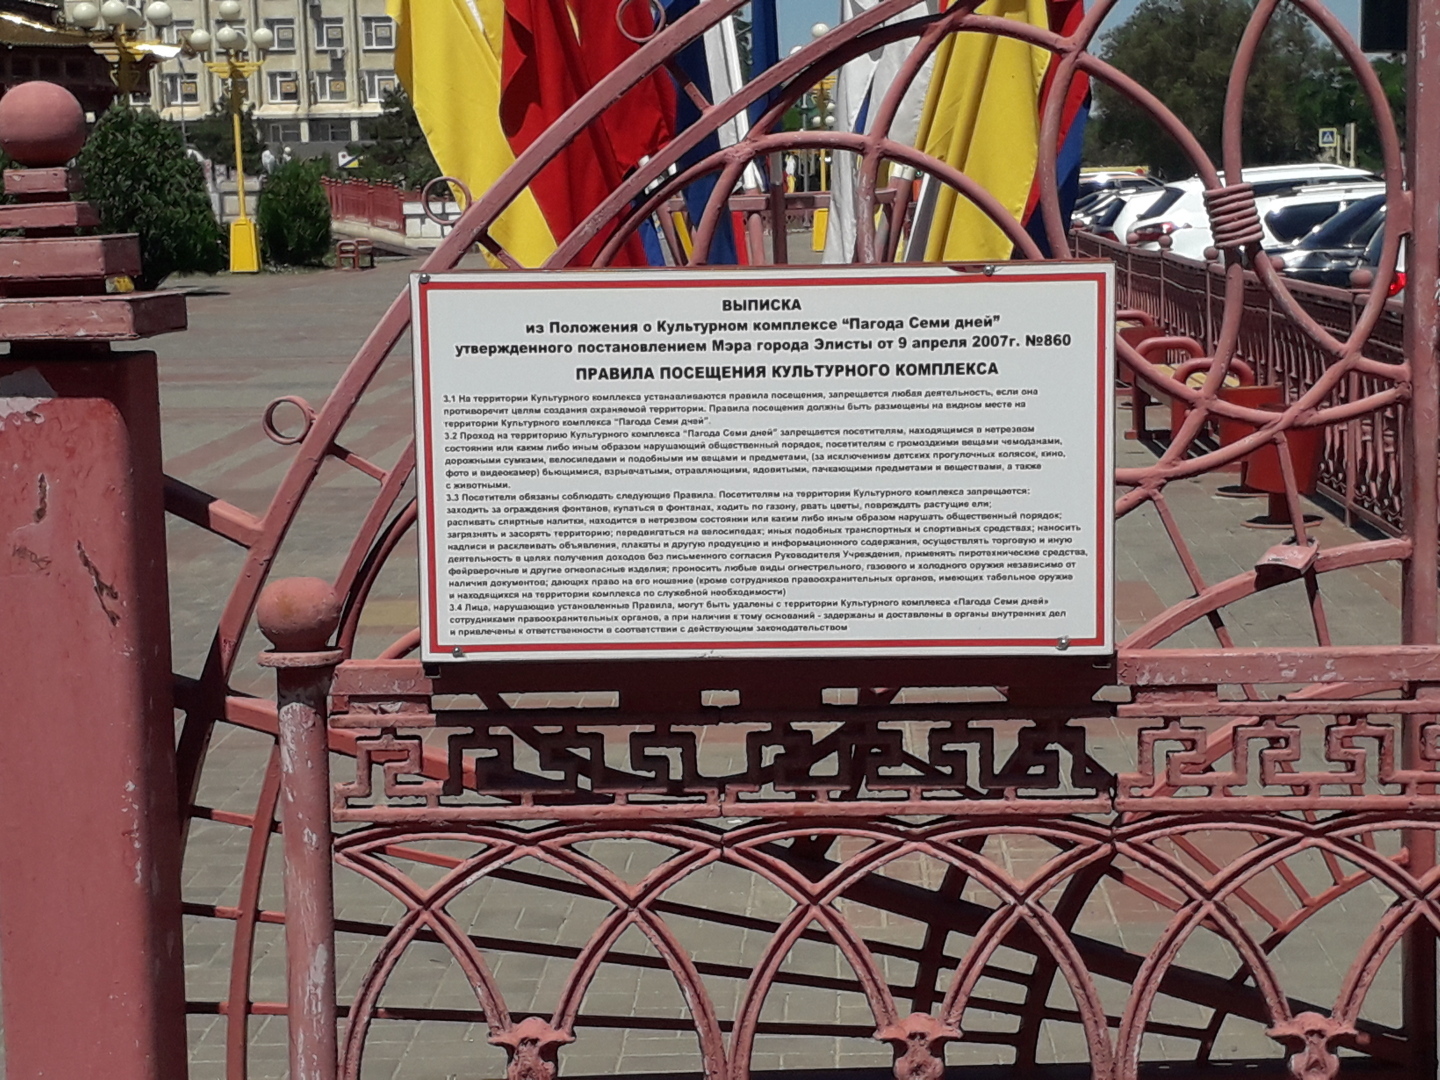 ВЫПИСКА
из Положения о Культурном комплексе “Пагода Семи дней”
утвержденного постановлением Мэра города Элисты от 9 апреля 2007г. №860
ПРАВИЛА ПОСЕЩЕНИЯ КУЛЬТУРНОГО КОМПЛЕКСА
3.1 На территории Культурного комплекса устанавливаются правила посещения, запрещается любая деятельность, если она
противоречит целям создания охраняемой территории. Правила посещения должны быть размещены на видном месте на
территории Культурного комплекса “Пагода Семи дней”.
3.2 Проход на территорию Культурного комплекса “Пагода Семи дней” запрещается посетителям, находящимся в нетрезвом
состоянии или каким либо иным образом нарушающий общественный порядок, посетителям с громоздкими вещами чемоданами,
дорожными сумками, велосипедами и подобными им вещами и предметами, (за исключением детских прогулочных колясок, кино,
фото и видеокамер) бьющимися, взрывчатыми, отравляющими, ядовитыми, пачкающими предметами и веществами, а также
с животными.
3.3 Посетители обязаны соблюдать следующие Правила. Посетителям на территории Культурного комплекса запрещается:
заходить за ограждения фонтанов, купаться в фонтанах, ходить по газону, рвать цветы, повреждать растущие ели;
распивать спиртные напитки, находится в нетрезвом состоянии или каким либо иным образом нарушать общественный порядок;
загрязнять и засорять территорию; передвигаться на велосипедах; иных подобных транспортных и спортивных средствах; наносить
надписи и расклеивать объявления, плакаты и другую продукцию и информационного содержания, осуществлять торговую и иную
деятельность в целях получения доходов без письменного согласия Руководителя Учреждения, применять пиротехнические средства,
фейрверочные и другие огнеопасные изделия; проносить любые виды огнестрельного, газового и холодного оружия независимо от
наличия документов; дающих право на его ношение (кроме сотрудников правоохранительных органов, имеющих табельное оружие
и находящихся на территории комплекса по служебной необходимости)
3.4 Лица, нарушающие установленные Правила, могут быть удалены с территории Культурного комплекса «Пагода Семи дней»
сотрудниками правоохранительных органов, а при наличии к тому оснований - задержаны и доставлены в органы внутренних дел
и привлечены к ответственности в соответствии с действующим законодательством